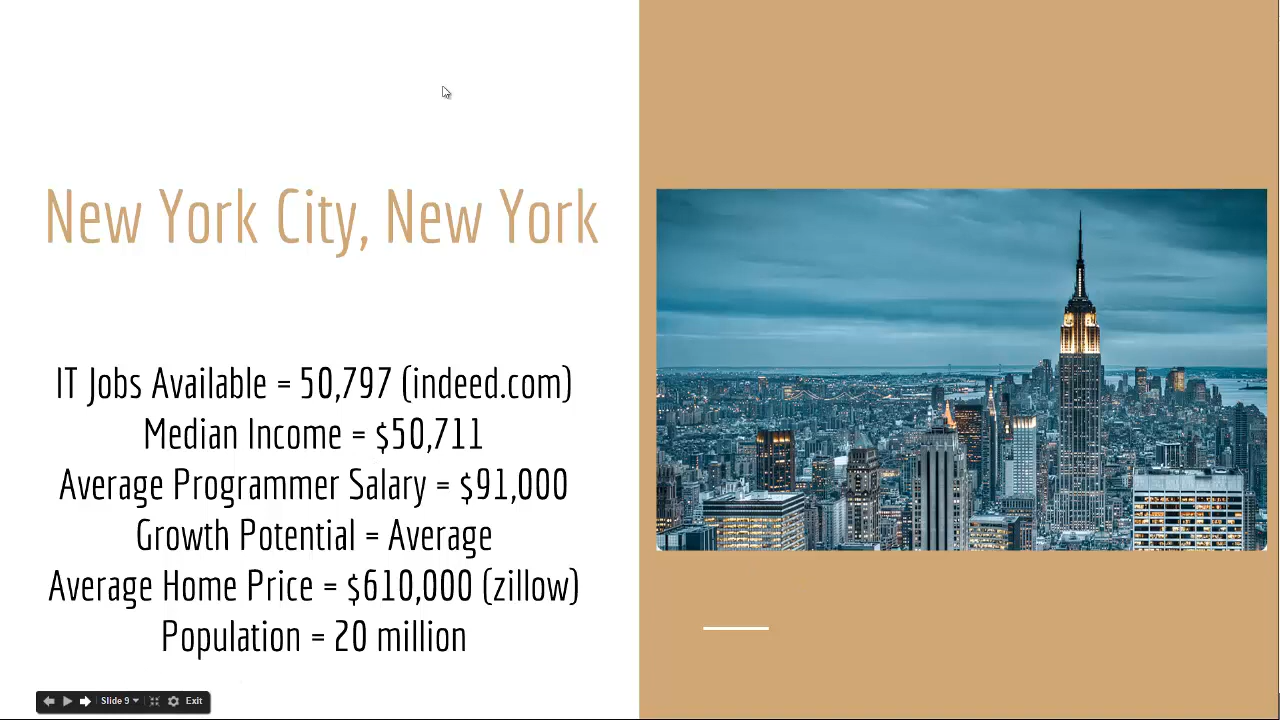 New York City, New York
IT Jobs Available = 50,797 (indeed.com)
Median Income = $50,711
Average Programmer Salary = $91,000
Growth Potential = Average
Average Home Price = $610,000 (zillow)
Population = 20 million
Slide 9
Exit